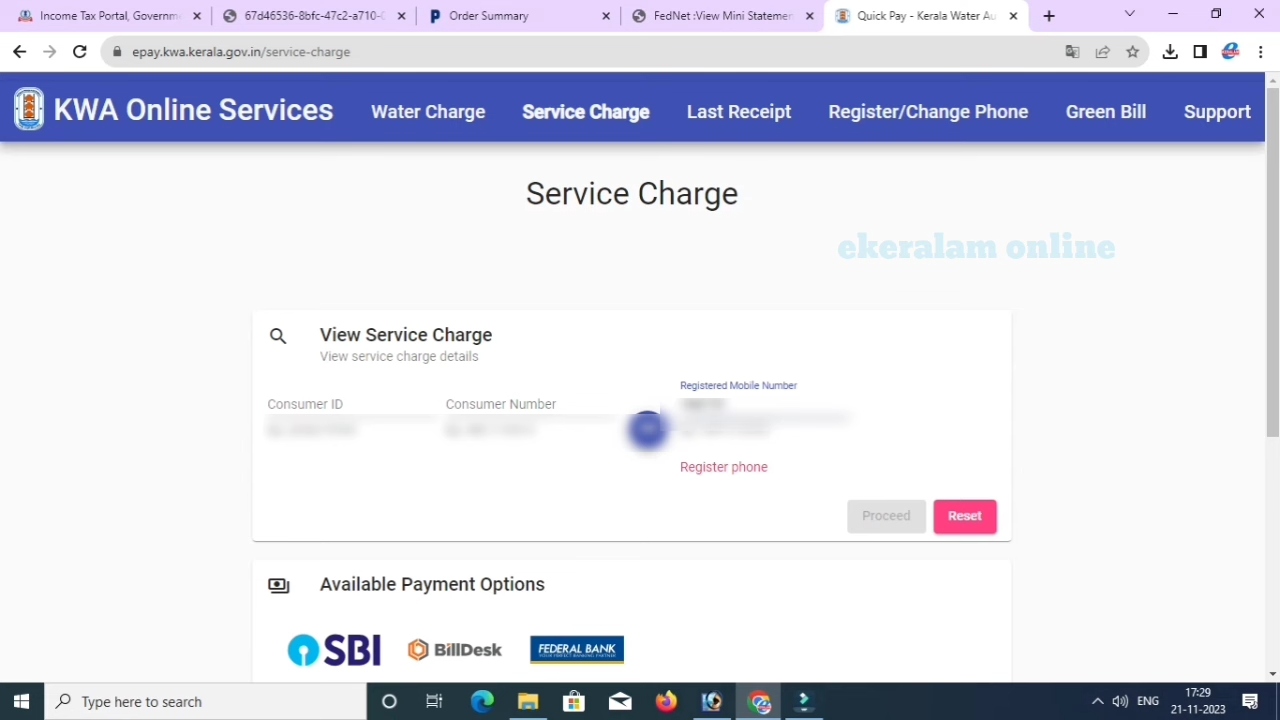 Income Tax Portal, Governm
67d46536-8bfc-47c2-a710-
Order Summary
FedNet :View Mini Statemen
Quick Pay - Kerala Water Au
epay.kwa.kerala.gov.in/service-charge
KWA Online Services
Water Charge
Service Charge
Last Receipt
Register/Change Phone
Green Bill
Support
Service Charge
ekeralam online
View Service Charge
View service charge details
Registered Mobile Number
Consumer ID
Consumer Number
Register phone
Proceed
Reset
Available Payment Options
SBI
BillDesk
FEDERAL BANK
YOUR PERFECT BANKING PARTNER
Type here to search
ENG
17:29
21-11-2023